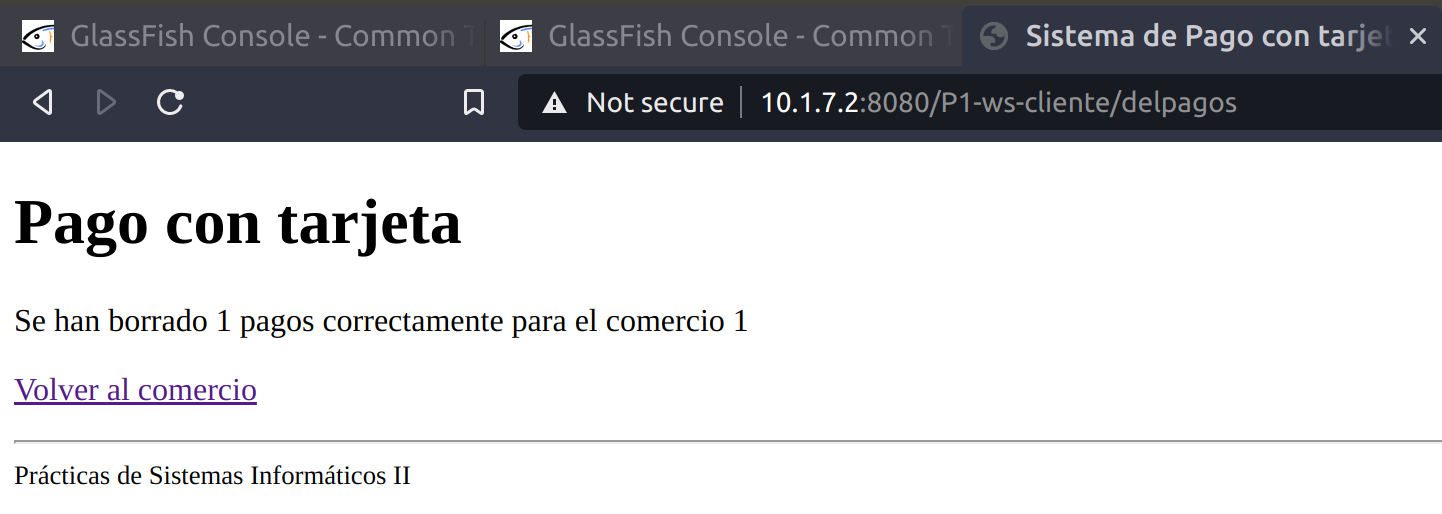 GlassFish Console - Common T
GlassFish Console - Common T
Sistema de Pago con tarjet
Not secure
10.1.7.2:8080/P1-ws-cliente/delpagos
Pago con tarjeta
Se han borrado 1 pagos correctamente para el comercio 1
Volver al comercio
Prácticas de Sistemas Informáticos II